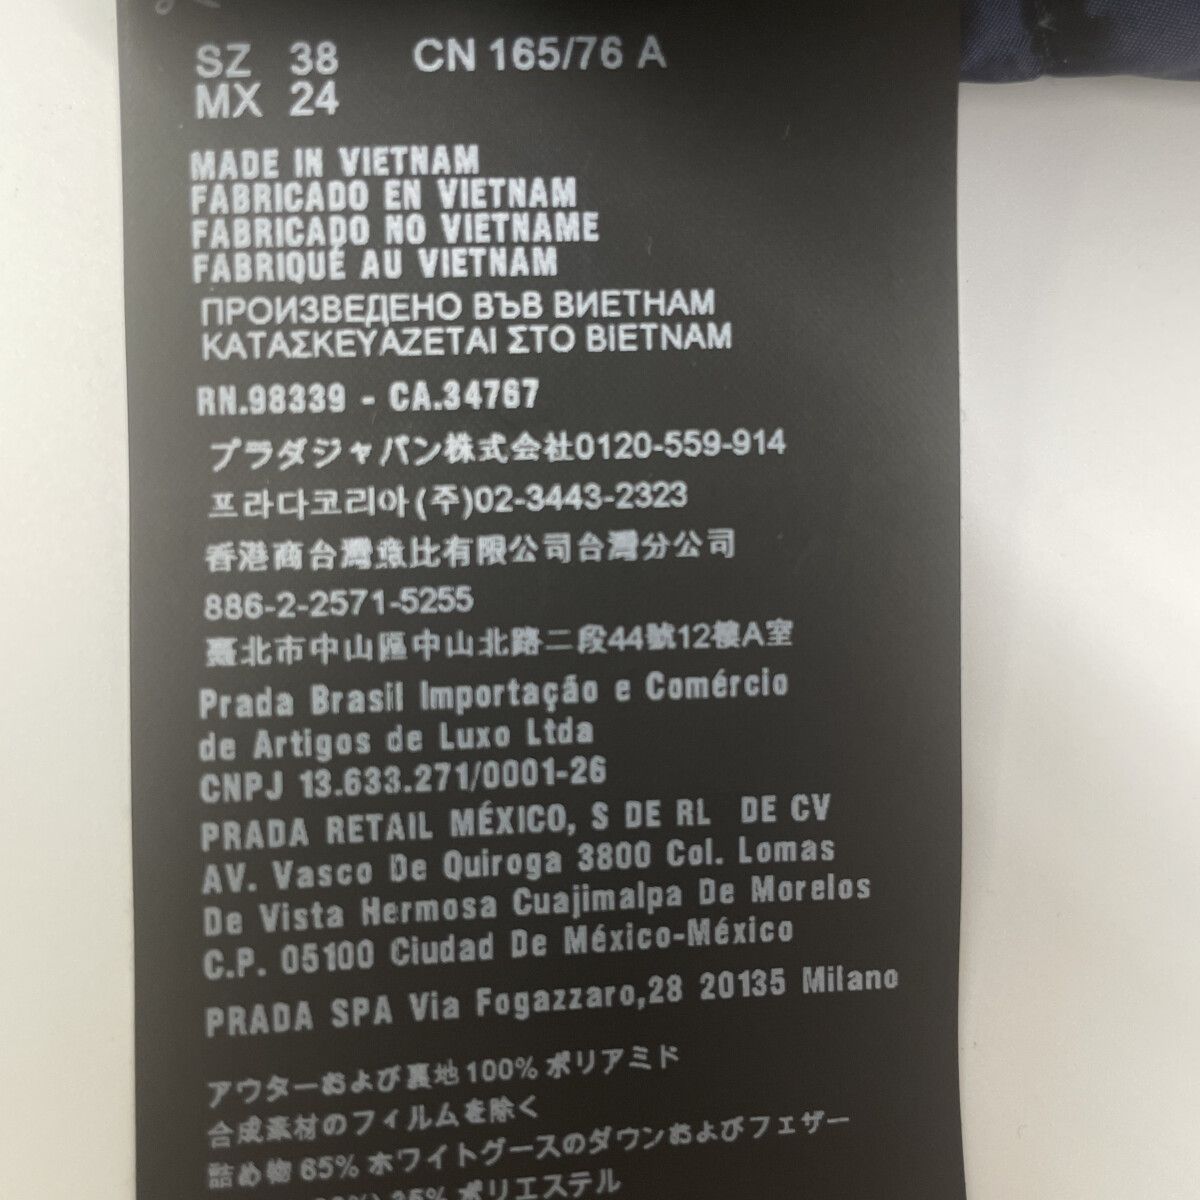 SZ 38 CN 165/76 A
MX 24
MADE IN VIETNAM
FABRICADO EN VIETNAM
FABRICADO NO VIETNAME
FABRIQUÉ AU VIETNAM
ПРОИЗВЕДЕНО ВЪВ ВИЕТНАМ
ΚΑΤΑΣΚΕΥΑΖΕΤΑΙ ΣΤΟ ΒΙΕΤΝΑΜ
RN.98339 - CA.34767
プラダジャパン株式会社0120-559-914
프라다코리아(주)02-3443-2323
香港商台灣意比有限公司台灣分公司
886-2-2571-5255
臺北市中山區中山北路二段44號12樓A室
Prada Brasil Importação e Comércio
de Artigos de Luxo Ltda
CNPJ 13.633.271/0001-26
PRADA RETAIL MÉXICO, S DE RL DE CV
AV. Vasco De Quiroga 3800 Col. Lomas
De Vista Hermosa Cuajimalpa De Morelos
C.P. 05100 Ciudad De México-México
PRADA SPA Via Fogazzaro,28 20135 Milano
アウターおよび裏地100% ポリアミド
合成素材のフィルムを除く
詰め物 65% ホワイトグースのダウンおよびフェザー
35% ポリエステル